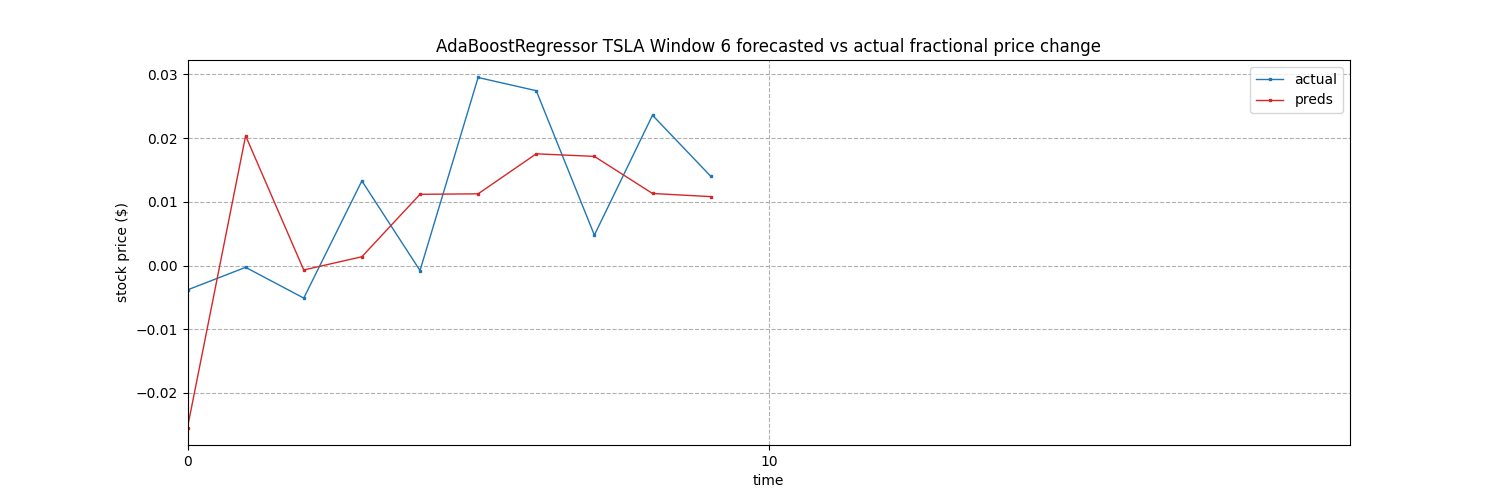 AdaBoostRegressor TSLA Window 6 forecasted vs actual fractional price change
actual
preds
0.03
0.02
0.01
0.00
−0.01
−0.02
stock price ($)
0
10
time